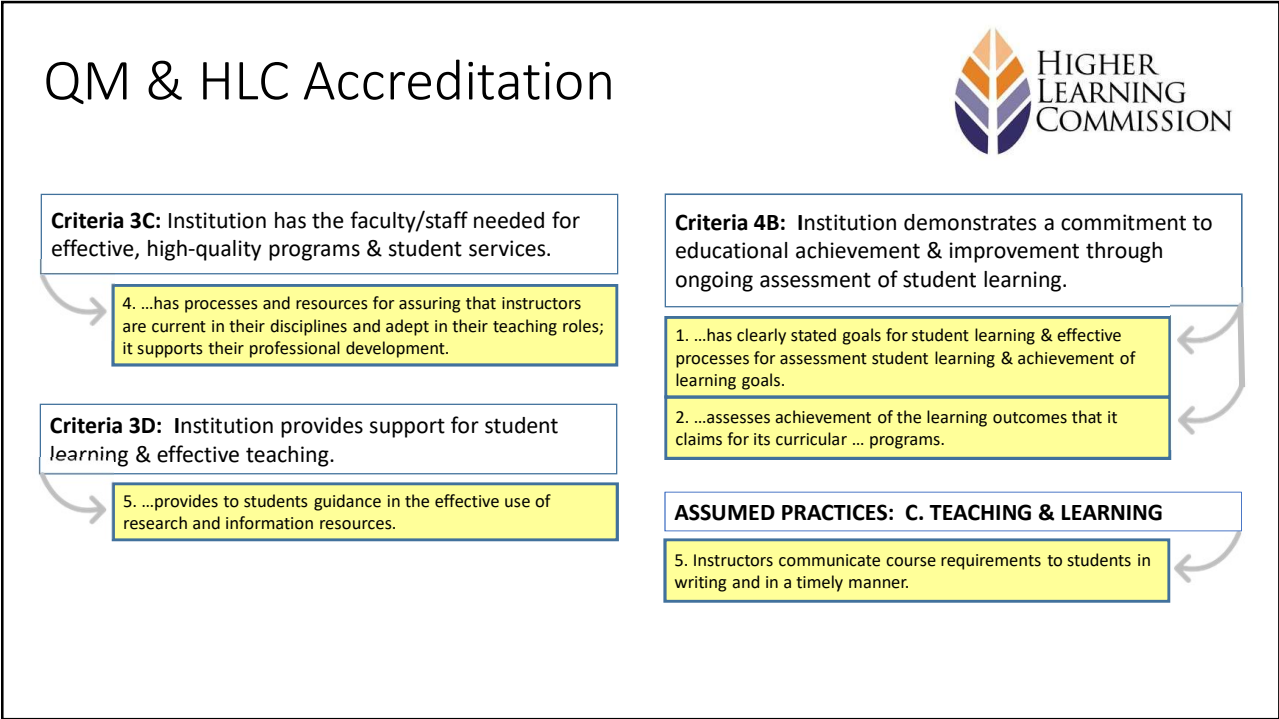 QM & HLC Accreditation
HIGHER
LEARNING
COMMISSION
Criteria 3C: Institution has the faculty/staff needed for
effective, high-quality programs & student services.
4. …has processes and resources for assuring that instructors
are current in their disciplines and adept in their teaching roles;
it supports their professional development.
Criteria 3D:  Institution provides support for student
learning & effective teaching.
5. …provides to students guidance in the effective use of
research and information resources.
Criteria 4B:  Institution demonstrates a commitment to
educational achievement & improvement through
ongoing assessment of student learning.
1. …has clearly stated goals for student learning & effective
processes for assessment student learning & achievement of
learning goals.
2. …assesses achievement of the learning outcomes that it
claims for its curricular … programs.
ASSUMED PRACTICES:  C. TEACHING & LEARNING
5. Instructors communicate course requirements to students in
writing and in a timely manner.